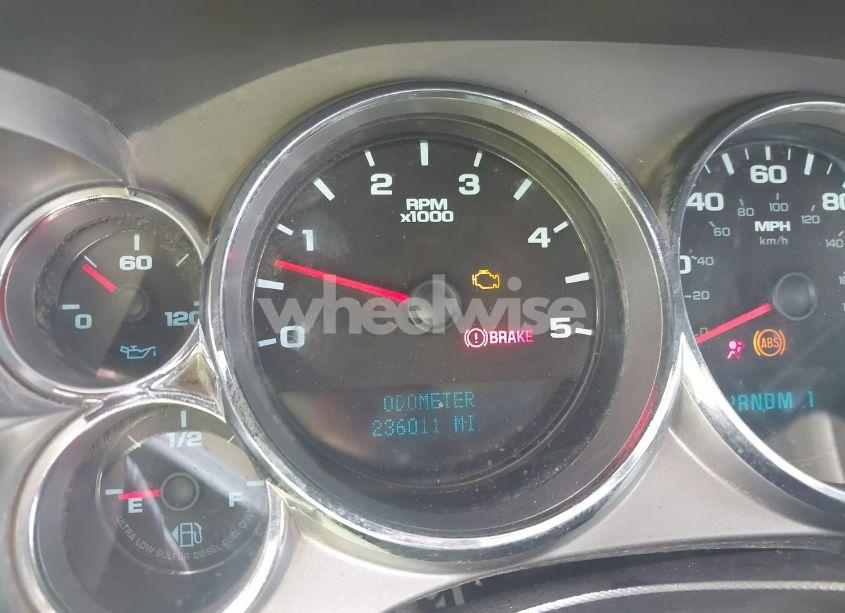 0 60 120
E 1/2 F
ULTRA LOW SULFUR DIESEL FUEL ONLY
0 1 2 3 4 5
RPM
x1000
BRAKE
ODOMETER
236011 MI
wheelwise
40 60 80
60 80 100 120 140
MPH
km/h
40
20
0
ABS
PRNDM 1